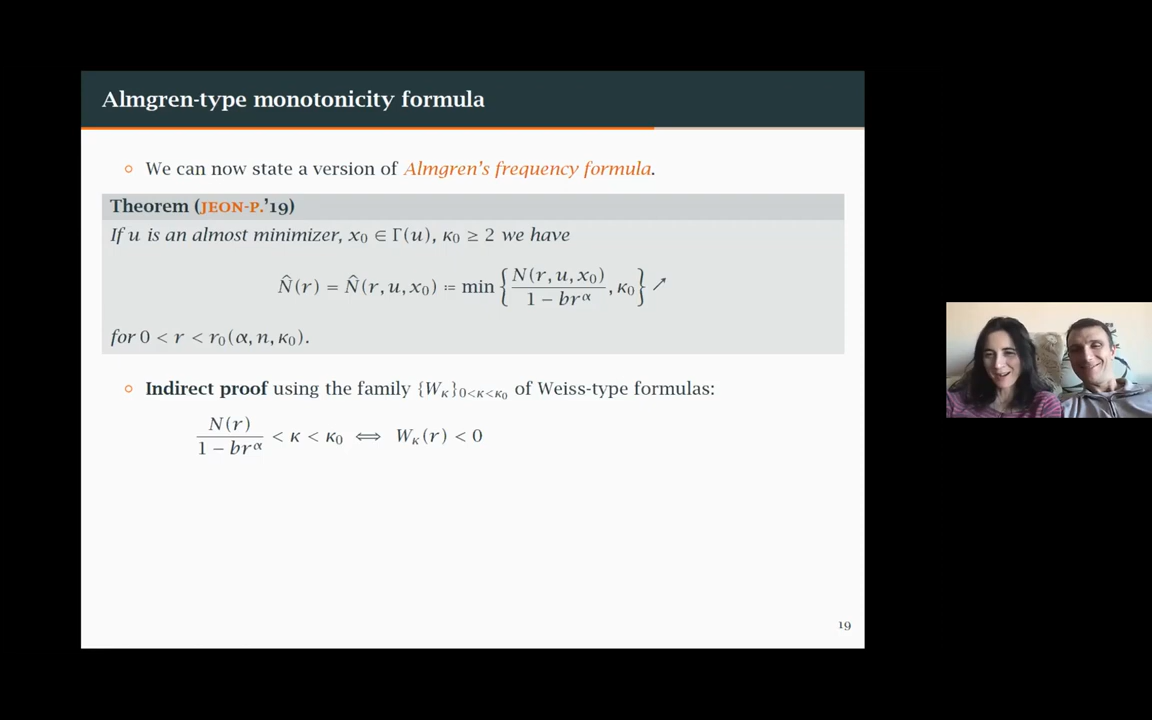 Almgren-type monotonicity formula
We can now state a version of Almgren's frequency formula.
Theorem (JEON-P.'19)
If u is an almost minimizer, x₀ ∈ Γ(u), κ₀ ≥ 2 we have
N̂(r) = N̂(r, u, x₀) := min { N(r, u, x₀) / (1 − brᵅ) , κ₀ } ↗
for 0 < r < r₀(α, n, κ₀).
Indirect proof using the family {W_κ}_{0<κ<κ₀} of Weiss-type formulas:
N(r) / (1 − brᵅ) < κ < κ₀ ⟺ W_κ(r) < 0
19